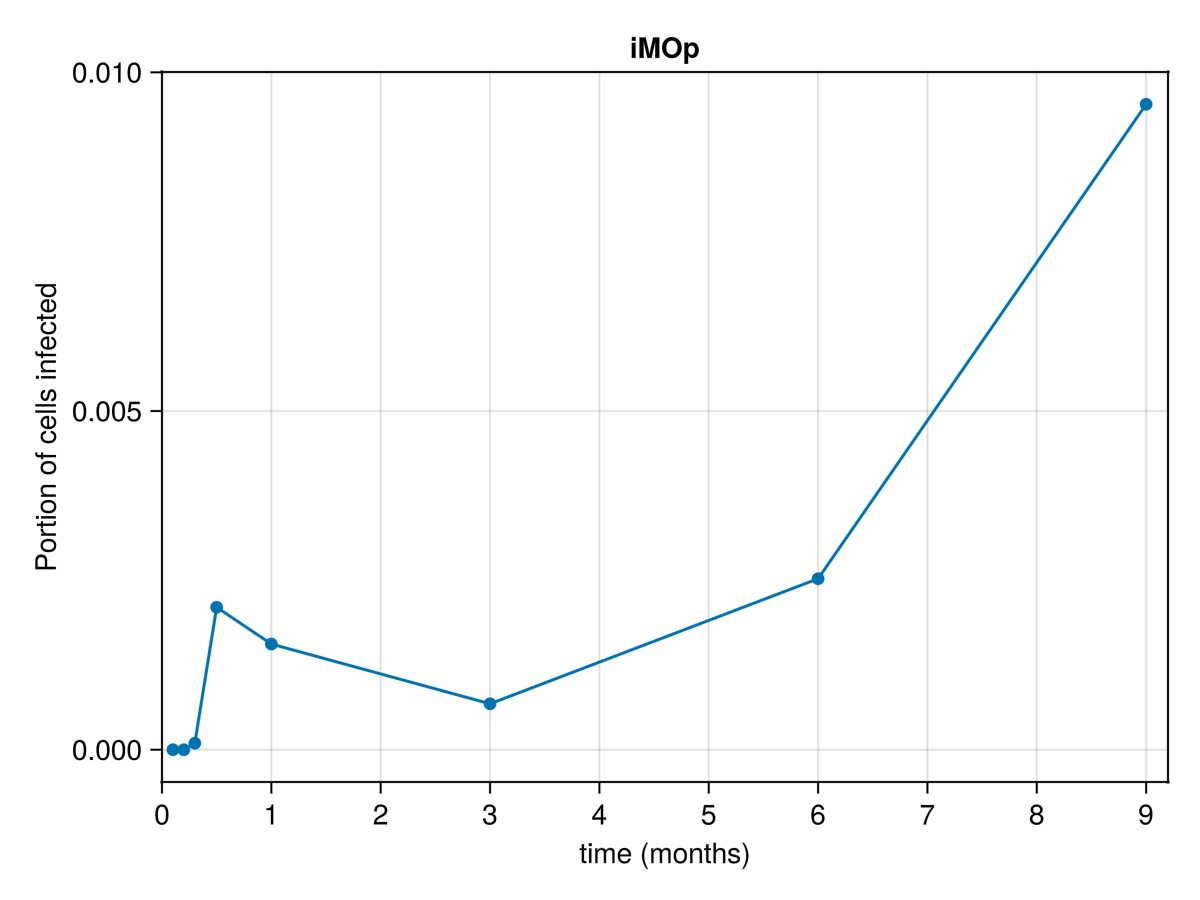 iMOp
0.010
0.005
0.000
Portion of cells infected
0 1 2 3 4 5 6 7 8 9
time (months)